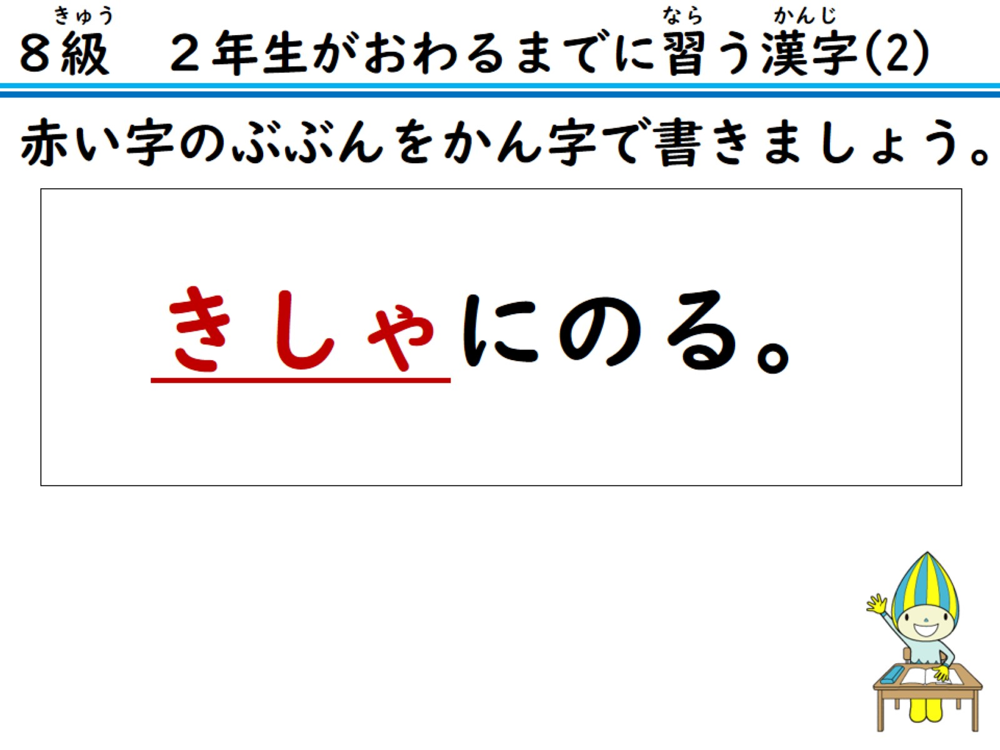 きゅう なら かんじ
８級　２年生がおわるまでに習う漢字(2)
赤い字のぶぶんをかん字で書きましょう。
きしゃにのる。